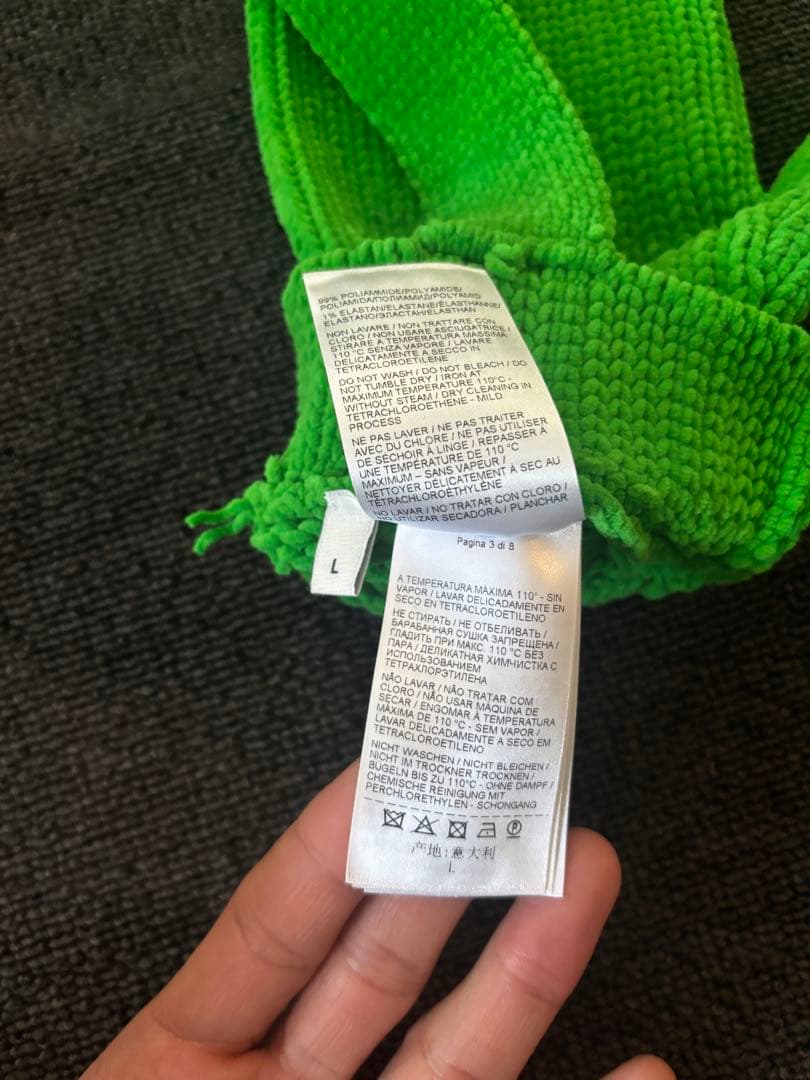 99% POLIAMMIDE/POLYAMIDE/
POLIAMIDA/ПОЛИАМИД/POLYAMID
1% ELASTAN/ELASTANE/ÉLASTHANNE/
ELASTANO/ЭЛАСТАН/ELASTHAN
NON LAVARE / NON TRATTARE CON
CLORO / NON USARE ASCIUGATRICE /
STIRARE A TEMPERATURA MASSIMA
110 °C SENZA VAPORE / LAVARE
DELICATAMENTE A SECCO IN
TETRACLOROETILENE
DO NOT WASH / DO NOT BLEACH / DO
NOT TUMBLE DRY / IRON AT
MAXIMUM TEMPERATURE 110°C -
WITHOUT STEAM / DRY CLEANING IN
TETRACHLOROETHENE - MILD
PROCESS
NE PAS LAVER / NE PAS TRAITER
AVEC DU CHLORE / NE PAS UTILISER
DE SÉCHOIR À LINGE / REPASSER À
UNE TEMPÉRATURE DE 110 °C
MAXIMUM – SANS VAPEUR /
NETTOYER DÉLICATEMENT À SEC AU
TÉTRACHLOROÉTHYLÈNE
NO LAVAR / NO TRATAR CON CLORO /
NO UTILIZAR SECADORA / PLANCHAR
L
Pagina 3 di 8
A TEMPERATURA MÁXIMA 110° - SIN
VAPOR / LAVAR DELICADAMENTE EN
SECO EN TETRACLOROETILENO
НЕ СТИРАТЬ / НЕ ОТБЕЛИВАТЬ /
БАРАБАННАЯ СУШКА ЗАПРЕЩЕНА /
ГЛАДИТЬ ПРИ МАКС. 110 °C БЕЗ
ПАРА / ДЕЛИКАТНАЯ ХИМЧИСТКА С
ИСПОЛЬЗОВАНИЕМ
ТЕТРАХЛОРЭТИЛЕНА
NÃO LAVAR / NÃO TRATAR COM
CLORO / NÃO USAR MÁQUINA DE
SECAR / ENGOMAR À TEMPERATURA
MÁXIMA DE 110 °C - SEM VAPOR /
LAVAR DELICADAMENTE A SECO EM
TETRACLOROETILENO
NICHT WASCHEN / NICHT BLEICHEN /
NICHT IM TROCKNER TROCKNEN /
BÜGELN BIS ZU 110°C - OHNE DAMPF /
CHEMISCHE REINIGUNG MIT
PERCHLORETHYLEN - SCHONGANG
P
产地:意大利
L